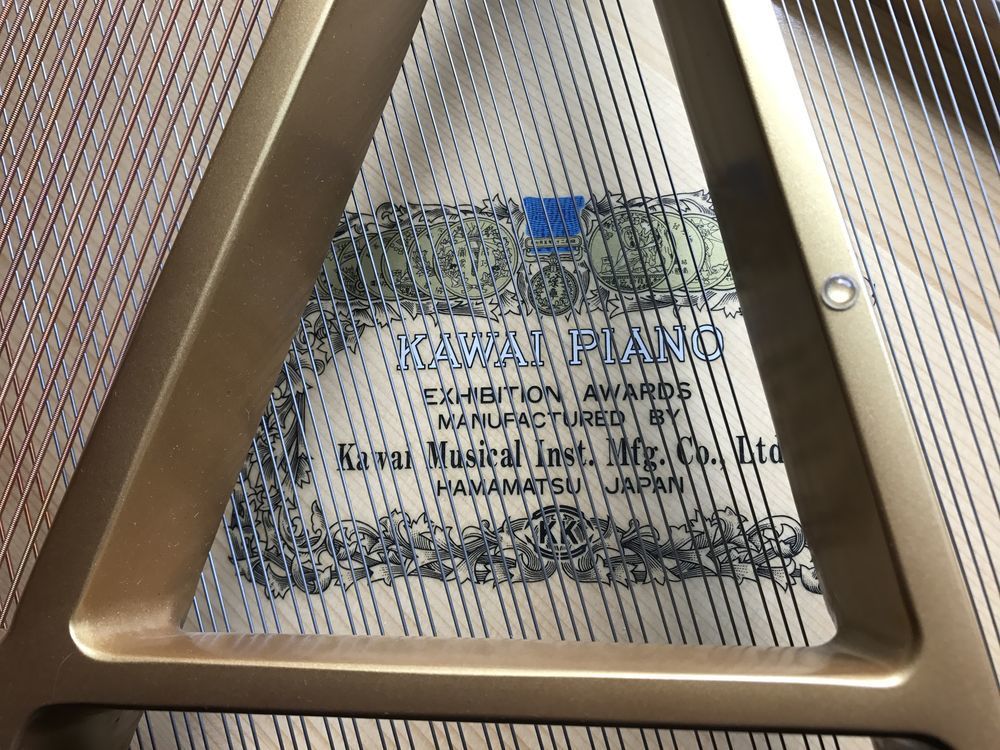 KAWAI PIANO
EXHIBITION AWARDS
MANUFACTURED BY
Kawai Musical Inst. Mfg. Co., Ltd
HAMAMATSU JAPAN
KK